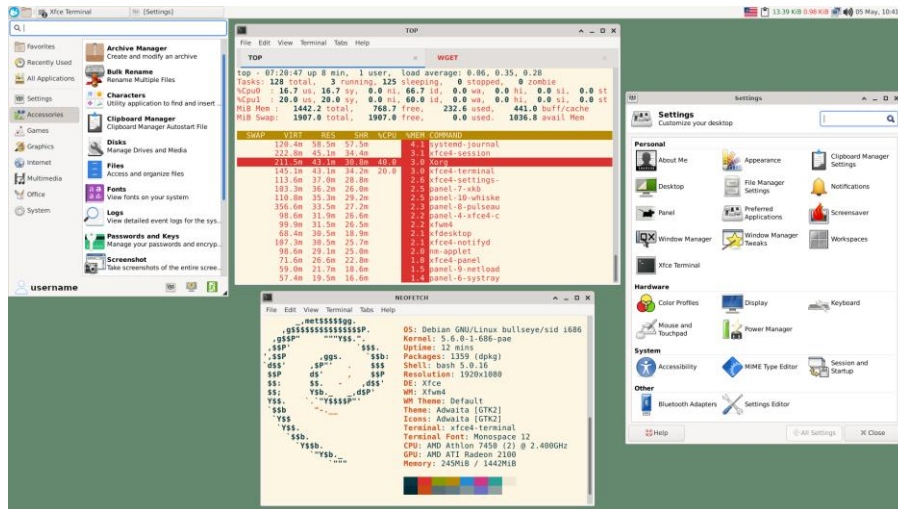 Xfce Terminal
[Settings]
13.39 KiB 0.98 KiB
05 May, 10:41
Favorites
Recently Used
All Applications
Settings
Accessories
Games
Graphics
Internet
Multimedia
Office
System
Archive Manager
Create and modify an archive
Bulk Rename
Rename Multiple Files
Characters
Utility application to find and insert ...
Clipboard Manager
Clipboard Manager Autostart File
Disks
Manage Drives and Media
Files
Access and organize files
Fonts
View fonts on your system
Logs
View detailed event logs for the sys...
Passwords and Keys
Manage your passwords and encryp...
Screenshot
Take screenshots of the entire scree...
username
TOP
File Edit View Terminal Tabs Help
TOP
WGET
top - 07:20:47 up 8 min, 1 user, load average: 0.06, 0.35, 0.28
Tasks: 128 total, 3 running, 125 sleeping, 0 stopped, 0 zombie
%Cpu0 : 16.7 us, 16.7 sy, 0.0 ni, 66.7 id, 0.0 wa, 0.0 hi, 0.0 si, 0.0 st
%Cpu1 : 20.0 us, 20.0 sy, 0.0 ni, 60.0 id, 0.0 wa, 0.0 hi, 0.0 si, 0.0 st
MiB Mem : 1442.2 total, 768.7 free, 232.6 used, 441.0 buff/cache
MiB Swap: 1907.0 total, 1907.0 free, 0.0 used. 1036.8 avail Mem
SWAP VIRT RES SHR %CPU %MEM COMMAND
120.4m 58.5m 57.5m 4.1 systemd-journal
222.8m 45.1m 34.4m 3.1 xfce4-session
211.5m 43.1m 30.8m 40.0 3.0 Xorg
145.1m 43.1m 34.2m 20.0 3.0 xfce4-terminal
113.6m 37.0m 28.8m 2.6 xfce4-settings-
103.3m 36.2m 26.0m 2.5 panel-7-xkb
110.8m 35.3m 29.2m 2.5 panel-10-whiske
356.6m 33.5m 27.2m 2.3 panel-8-pulseau
98.6m 31.9m 26.6m 2.2 panel-4-xfce4-c
99.9m 31.5m 26.5m 2.2 xfwm4
68.4m 30.5m 18.9m 2.1 xfdesktop
107.3m 30.5m 25.7m 2.1 xfce4-notifyd
98.6m 29.1m 25.0m 2.0 nm-applet
71.6m 26.6m 22.8m 1.8 xfce4-panel
59.0m 21.7m 18.6m 1.5 panel-9-netload
57.4m 19.5m 16.6m 1.4 panel-6-systray
NEOFETCH
File Edit View Terminal Tabs Help
OS: Debian GNU/Linux bullseye/sid i686
Kernel: 5.6.0-1-686-pae
Uptime: 12 mins
Packages: 1359 (dpkg)
Shell: bash 5.0.16
Resolution: 1920x1080
DE: Xfce
WM: Xfwm4
WM Theme: Default
Theme: Adwaita [GTK2]
Icons: Adwaita [GTK2]
Terminal: xfce4-terminal
Terminal Font: Monospace 12
CPU: AMD Athlon 7450 (2) @ 2.400GHz
GPU: AMD ATI Radeon 2100
Memory: 245MiB / 1442MiB
Settings
Settings
Customize your desktop
Personal
About Me
Appearance
Clipboard Manager
Settings
Desktop
File Manager
Settings
Notifications
Panel
Preferred
Applications
Screensaver
Window Manager
Window Manager
Tweaks
Workspaces
Xfce Terminal
Hardware
Color Profiles
Display
Keyboard
Mouse and
Touchpad
Power Manager
System
Accessibility
MIME Type Editor
Session and
Startup
Other
Bluetooth Adapters
Settings Editor
Help
All Settings
Close